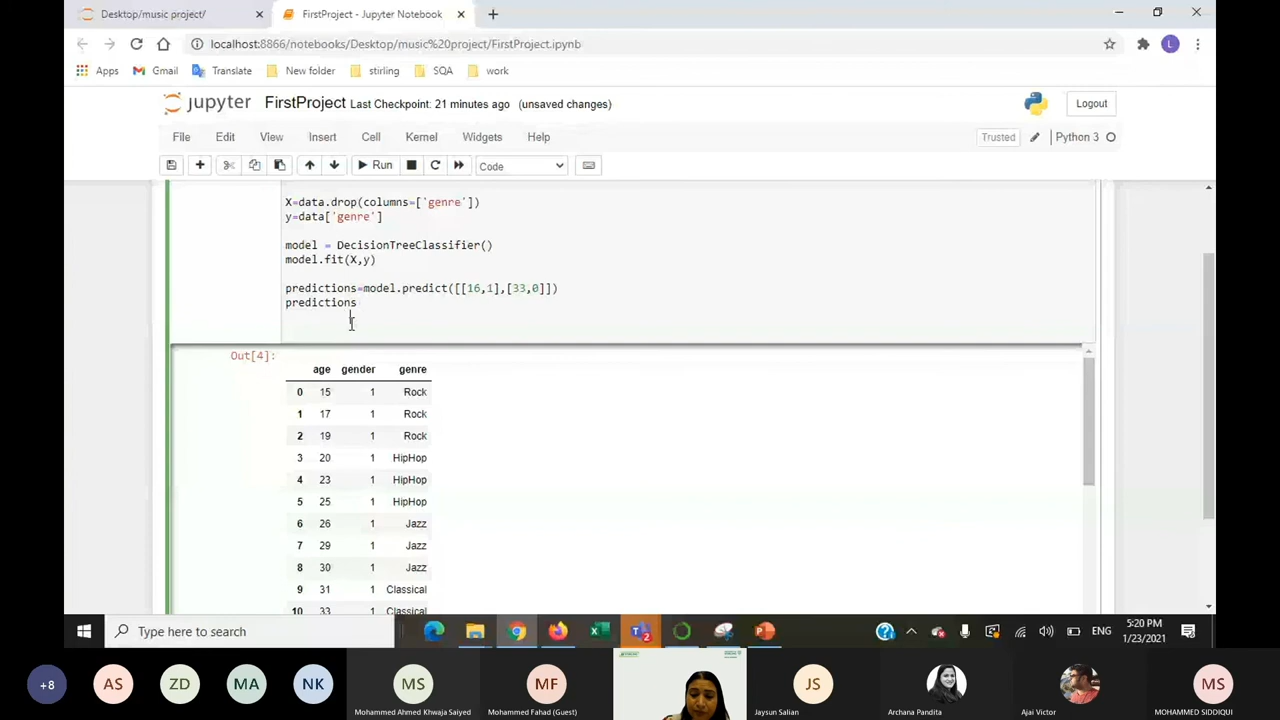 Desktop/music project/
FirstProject - Jupyter Notebook
localhost:8866/notebooks/Desktop/music%20project/FirstProject.ipynb
L
Apps Gmail Translate New folder stirling SQA work
jupyter FirstProject Last Checkpoint: 21 minutes ago (unsaved changes)
Logout
File Edit View Insert Cell Kernel Widgets Help
Trusted Python 3
Run Code
X=data.drop(columns=['genre'])
y=data['genre']
model = DecisionTreeClassifier()
model.fit(X,y)
predictions=model.predict([[16,1],[33,0]])
predictions
Out[4]:
age gender genre
0 15 1 Rock
1 17 1 Rock
2 19 1 Rock
3 20 1 HipHop
4 23 1 HipHop
5 25 1 HipHop
6 26 1 Jazz
7 29 1 Jazz
8 30 1 Jazz
9 31 1 Classical
10 33 1 Classical
Type here to search
2
ENG
5:20 PM
1/23/2021
+8 AS ZD MA NK MS MF JS MS
Mohammed Ahmed Khwaja Saiyed
Mohammed Fahad (Guest)
Jaysun Salian
Archana Pandita
Ajai Victor
MOHAMMED SIDDIQUI